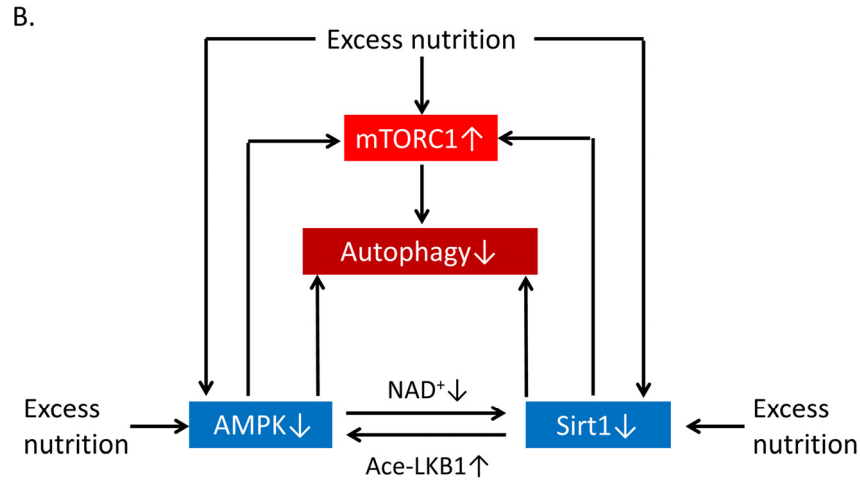 B.
Excess nutrition
mTORC1↑
Autophagy↓
NAD⁺↓
Excess
nutrition
AMPK↓
Sirt1↓
Excess
nutrition
Ace-LKB1↑